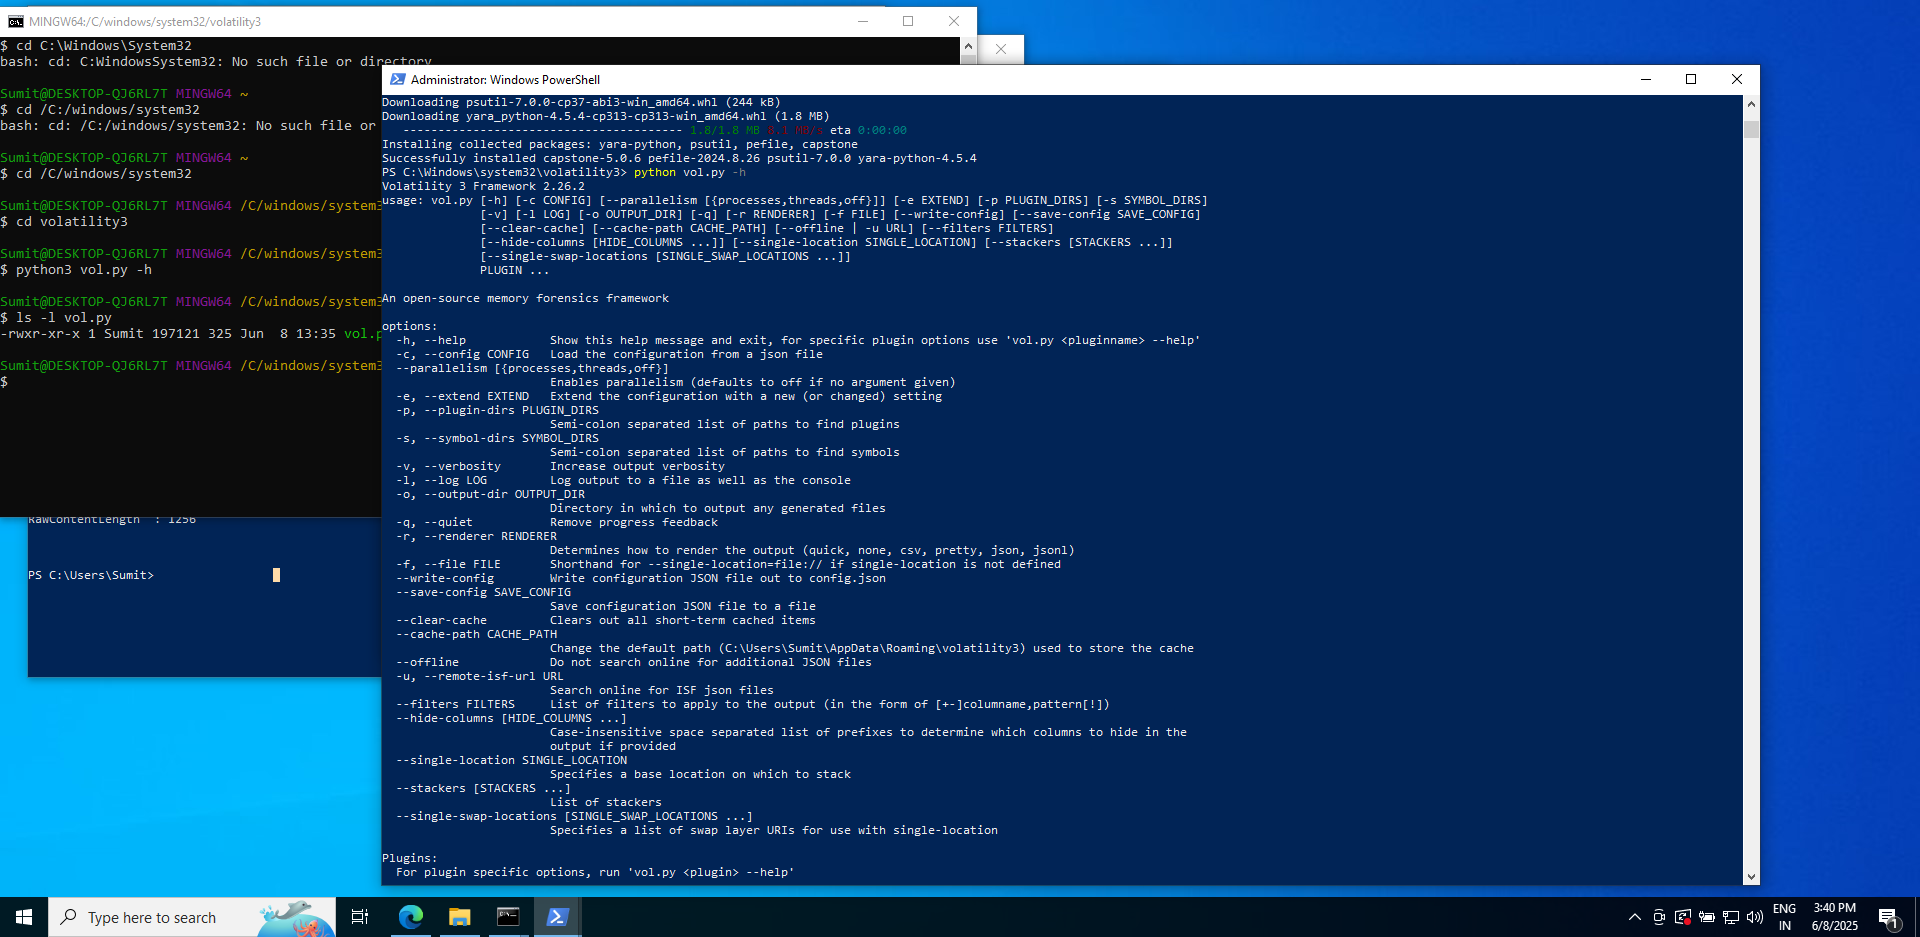 MINGW64:/C/windows/system32/volatility3
$ cd C:\Windows\System32
bash: cd: C:WindowsSystem32: No such file or directory
Sumit@DESKTOP-QJ6RL7T MINGW64 ~
$ cd /C:/windows/system32
bash: cd: /C:/windows/system32: No such file or
Sumit@DESKTOP-QJ6RL7T MINGW64 ~
$ cd /C/windows/system32
Sumit@DESKTOP-QJ6RL7T MINGW64 /C/windows/system3
$ cd volatility3
Sumit@DESKTOP-QJ6RL7T MINGW64 /C/windows/system3
$ python3 vol.py -h
Sumit@DESKTOP-QJ6RL7T MINGW64 /C/windows/system3
$ ls -l vol.py
-rwxr-xr-x 1 Sumit 197121 325 Jun  8 13:35 vol.p
Sumit@DESKTOP-QJ6RL7T MINGW64 /C/windows/system3
$
RawContentLength  : 1256
PS C:\Users\Sumit>
Administrator: Windows PowerShell
Downloading psutil-7.0.0-cp37-abi3-win_amd64.whl (244 kB)
Downloading yara_python-4.5.4-cp313-cp313-win_amd64.whl (1.8 MB)
---------------------------------------- 1.8/1.8 MB 8.1 MB/s eta 0:00:00
Installing collected packages: yara-python, psutil, pefile, capstone
Successfully installed capstone-5.0.6 pefile-2024.8.26 psutil-7.0.0 yara-python-4.5.4
PS C:\Windows\system32\volatility3> python vol.py -h
Volatility 3 Framework 2.26.2
usage: vol.py [-h] [-c CONFIG] [--parallelism [{processes,threads,off}]] [-e EXTEND] [-p PLUGIN_DIRS] [-s SYMBOL_DIRS]
[-v] [-l LOG] [-o OUTPUT_DIR] [-q] [-r RENDERER] [-f FILE] [--write-config] [--save-config SAVE_CONFIG]
[--clear-cache] [--cache-path CACHE_PATH] [--offline | -u URL] [--filters FILTERS]
[--hide-columns [HIDE_COLUMNS ...]] [--single-location SINGLE_LOCATION] [--stackers [STACKERS ...]]
[--single-swap-locations [SINGLE_SWAP_LOCATIONS ...]]
PLUGIN ...
An open-source memory forensics framework
options:
-h, --help            Show this help message and exit, for specific plugin options use 'vol.py <pluginname> --help'
-c, --config CONFIG   Load the configuration from a json file
--parallelism [{processes,threads,off}]
Enables parallelism (defaults to off if no argument given)
-e, --extend EXTEND   Extend the configuration with a new (or changed) setting
-p, --plugin-dirs PLUGIN_DIRS
Semi-colon separated list of paths to find plugins
-s, --symbol-dirs SYMBOL_DIRS
Semi-colon separated list of paths to find symbols
-v, --verbosity       Increase output verbosity
-l, --log LOG         Log output to a file as well as the console
-o, --output-dir OUTPUT_DIR
Directory in which to output any generated files
-q, --quiet           Remove progress feedback
-r, --renderer RENDERER
Determines how to render the output (quick, none, csv, pretty, json, jsonl)
-f, --file FILE       Shorthand for --single-location=file:// if single-location is not defined
--write-config        Write configuration JSON file out to config.json
--save-config SAVE_CONFIG
Save configuration JSON file to a file
--clear-cache         Clears out all short-term cached items
--cache-path CACHE_PATH
Change the default path (C:\Users\Sumit\AppData\Roaming\volatility3) used to store the cache
--offline             Do not search online for additional JSON files
-u, --remote-isf-url URL
Search online for ISF json files
--filters FILTERS     List of filters to apply to the output (in the form of [+-]columname,pattern[!])
--hide-columns [HIDE_COLUMNS ...]
Case-insensitive space separated list of prefixes to determine which columns to hide in the
output if provided
--single-location SINGLE_LOCATION
Specifies a base location on which to stack
--stackers [STACKERS ...]
List of stackers
--single-swap-locations [SINGLE_SWAP_LOCATIONS ...]
Specifies a list of swap layer URIs for use with single-location
Plugins:
For plugin specific options, run 'vol.py <plugin> --help'
Type here to search
ENG
IN
3:40 PM
6/8/2025
1